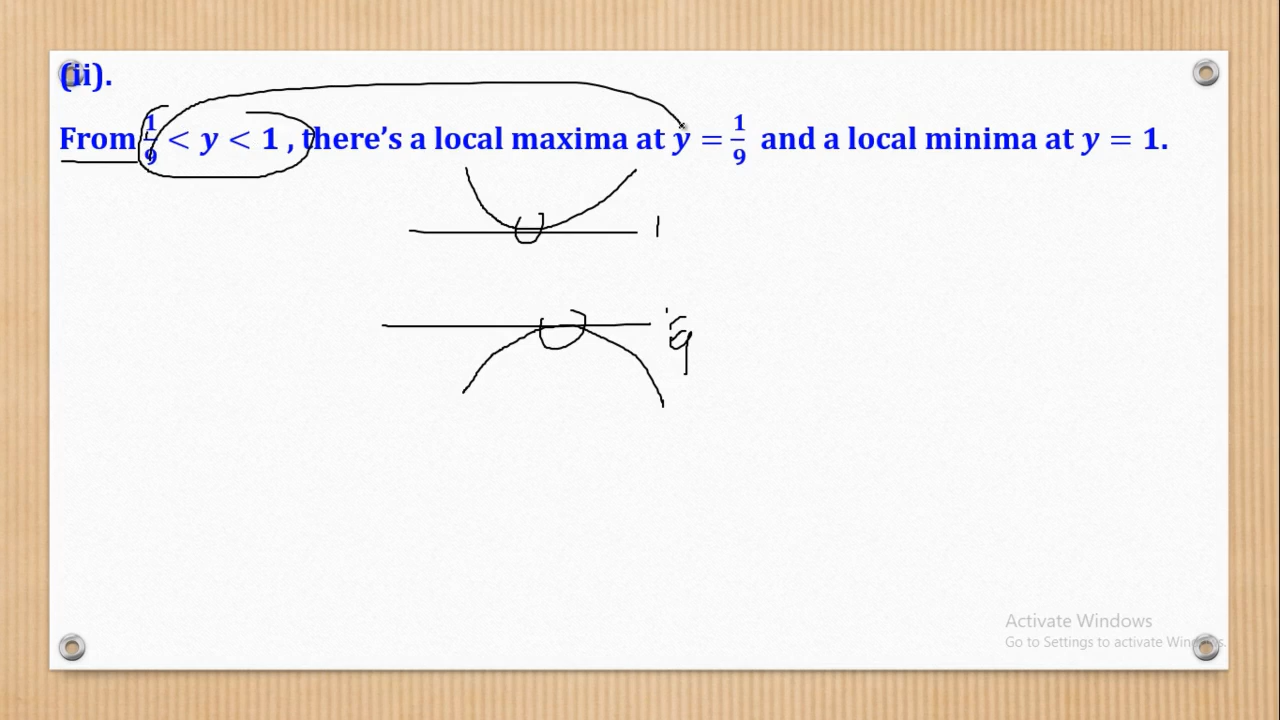 (ii).
From 1/9 < y < 1 , there's a local maxima at y = 1/9 and a local minima at y = 1.
1
1/9
Activate Windows
Go to Settings to activate Windows.